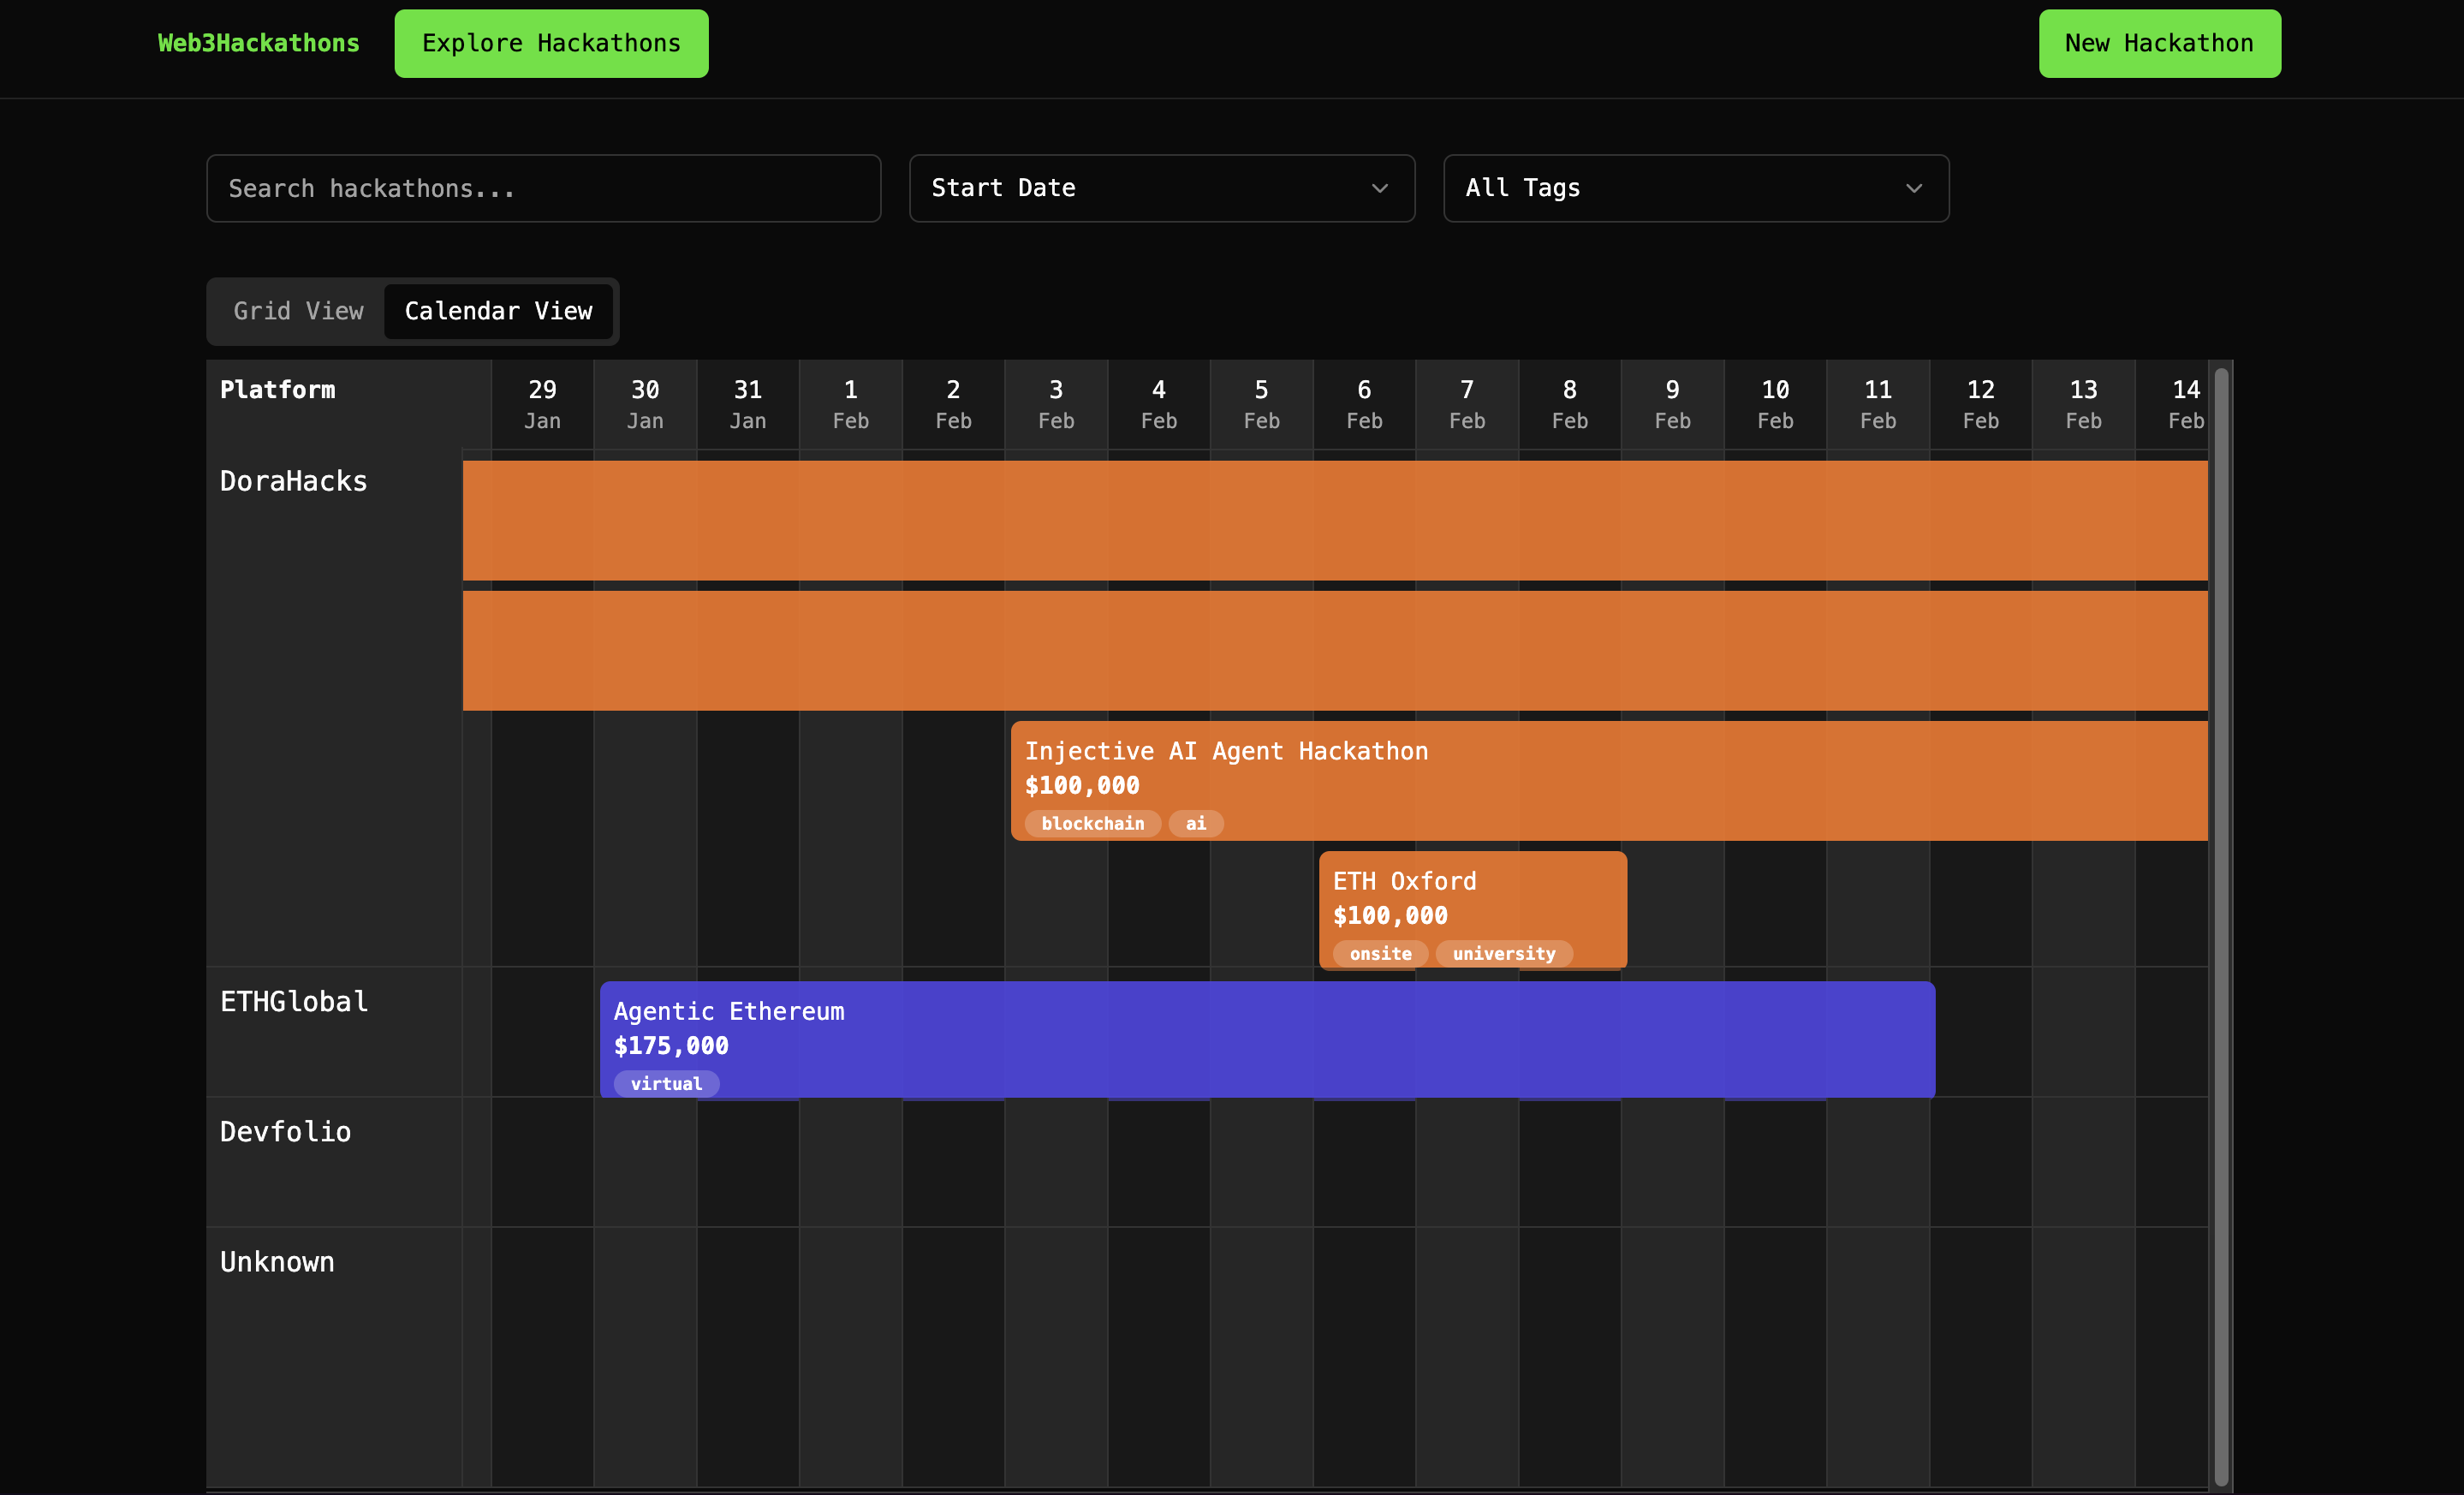 Web3Hackathons Explore Hackathons New Hackathon
Search hackathons... Start Date All Tags
Grid View Calendar View
Platform 29 30 31 1 2 3 4 5 6 7 8 9 10 11 12 13 14
Jan Jan Jan Feb Feb Feb Feb Feb Feb Feb Feb Feb Feb Feb Feb Feb Feb
DoraHacks
Injective AI Agent Hackathon
$100,000
blockchain ai
ETH Oxford
$100,000
onsite university
ETHGlobal
Agentic Ethereum
$175,000
virtual
Devfolio
Unknown